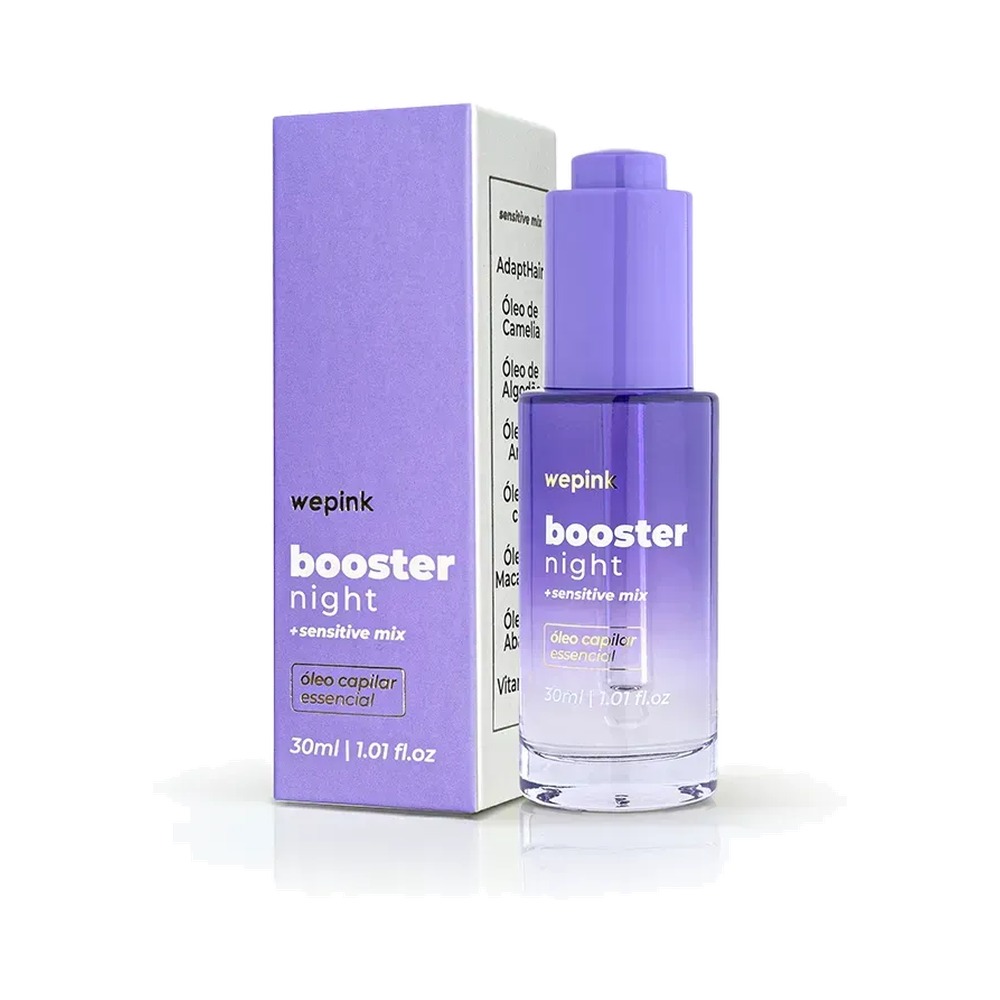 wepink
booster
night
+sensitive mix
óleo capilar
essencial
30ml | 1.01 fl.oz
sensitive mix
AdaptHair
Óleo de
Camelia
Óleo de
wepink
booster
night
+sensitive mix
óleo capilar
essencial
30ml | 1.01 fl.oz